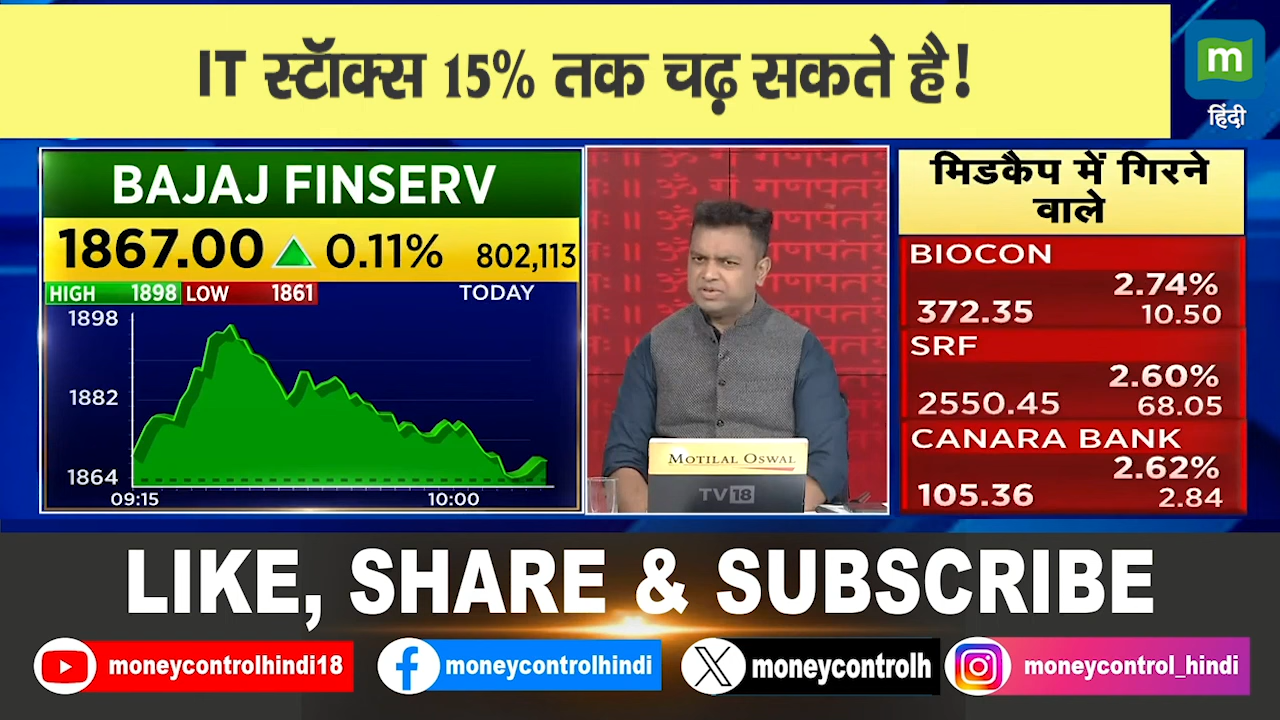 IT स्टॉक्स 15% तक चढ़ सकते है!
m
हिंदी
BAJAJ FINSERV
1867.00 0.11% 802,113
HIGH 1898 LOW 1861 TODAY
1898
1882
1864
09:15 10:00
MOTILAL OSWAL
TV18
मिडकैप में गिरने
वाले
BIOCON
2.74%
372.35 10.50
SRF
2.60%
2550.45 68.05
CANARA BANK
2.62%
105.36 2.84
LIKE, SHARE & SUBSCRIBE
moneycontrolhindi18 moneycontrolhindi moneycontrolh moneycontrol_hindi